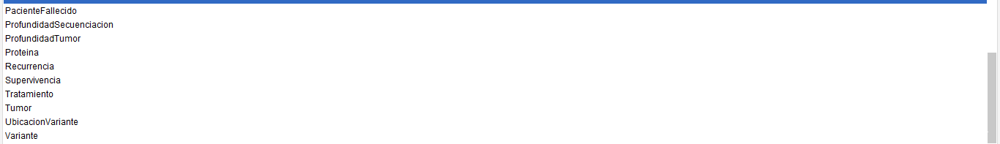 PacienteFallecido
ProfundidadSecuenciacion
ProfundidadTumor
Proteina
Recurrencia
Supervivencia
Tratamiento
Tumor
UbicacionVariante
Variante